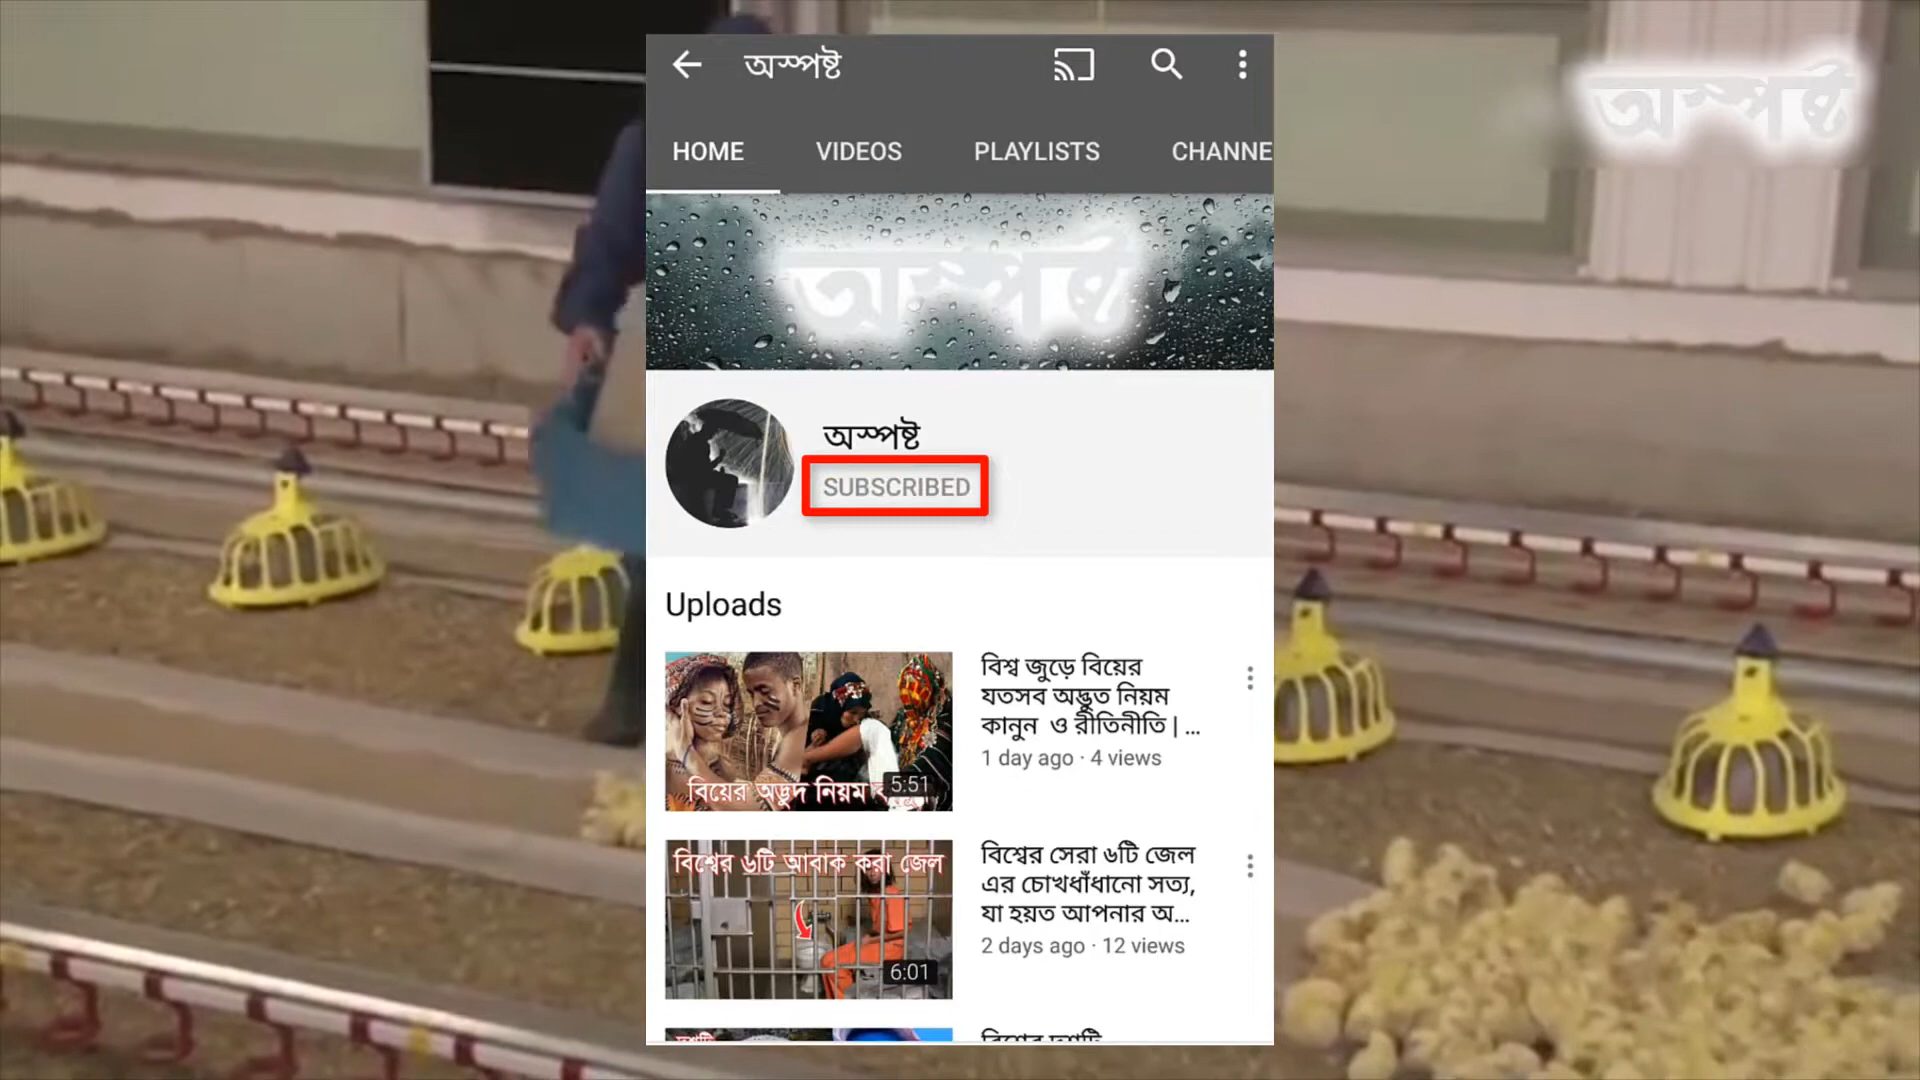 অস্পষ্ট
অস্পষ্ট
HOME VIDEOS PLAYLISTS CHANNE
অস্পষ্ট
অস্পষ্ট
SUBSCRIBED
Uploads
বিশ্ব জুড়ে বিয়ের
যতসব অদ্ভুত নিয়ম
কানুন ও রীতিনীতি | ...
1 day ago · 4 views
বিয়ের অদ্ভুদ নিয়ম
5:51
বিশ্বের ৬টি আবাক করা জেল
6:01
বিশ্বের সেরা ৬টি জেল
এর চোখধাঁধানো সত্য,
যা হয়ত আপনার অ...
2 days ago · 12 views